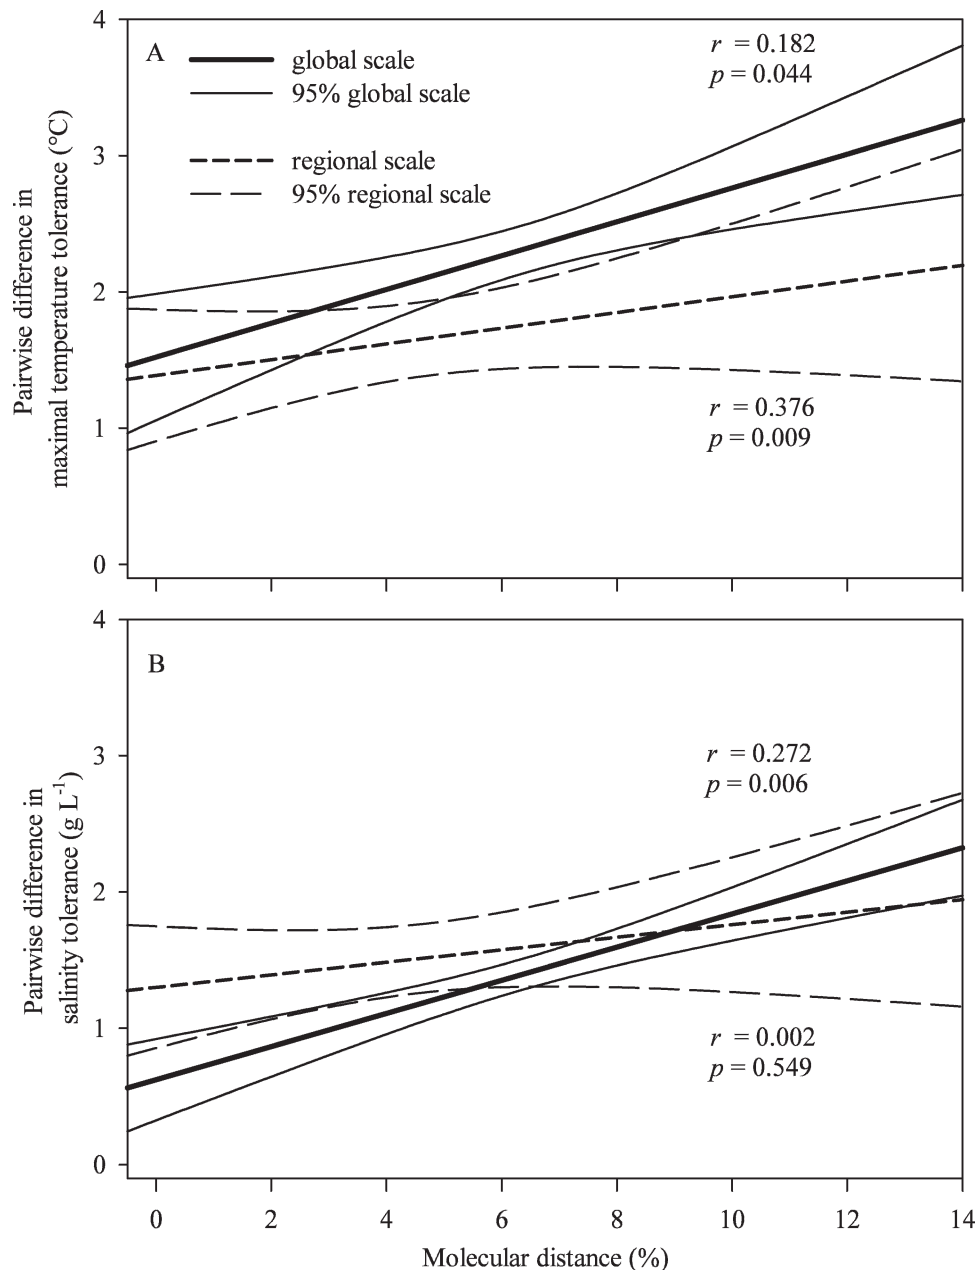 4
A
global scale
95% global scale
regional scale
95% regional scale
r = 0.182
p = 0.044
3
2
1
0
Pairwise difference in
maximal temperature tolerance (°C)
r = 0.376
p = 0.009
4
B
3
2
1
0
Pairwise difference in
salinity tolerance (g L⁻¹)
r = 0.272
p = 0.006
r = 0.002
p = 0.549
0 2 4 6 8 10 12 14
Molecular distance (%)